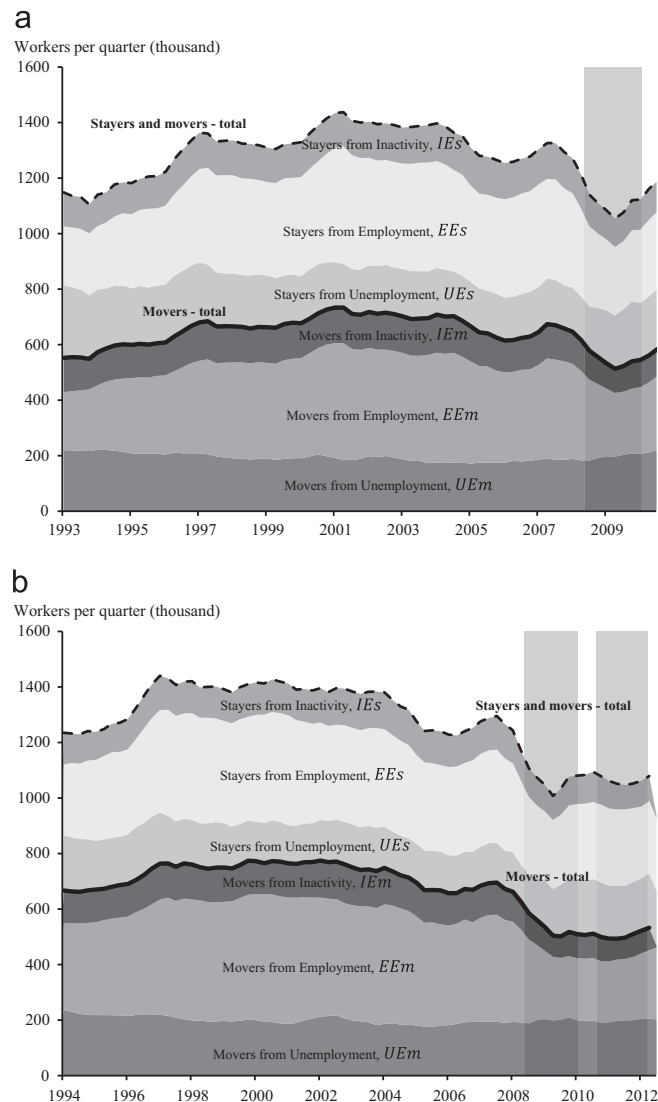 a
Workers per quarter (thousand)
1600
Stayers and movers - total
1400
Stayers from Inactivity, IEs
1200
Stayers from Employment, EEs
1000
800
Stayers from Unemployment, UEs
Movers - total
600
Movers from Inactivity, IEm
400
Movers from Employment, EEm
200
Movers from Unemployment, UEm
0
1993 1995 1997 1999 2001 2003 2005 2007 2009
b
Workers per quarter (thousand)
1600
1400
Stayers from Inactivity, IEs
Stayers and movers - total
1200
Stayers from Employment, EEs
1000
800
Stayers from Unemployment, UEs
Movers - total
Movers from Inactivity, IEm
600
400
Movers from Employment, EEm
200
Movers from Unemployment, UEm
0
1994 1996 1998 2000 2002 2004 2006 2008 2010 2012